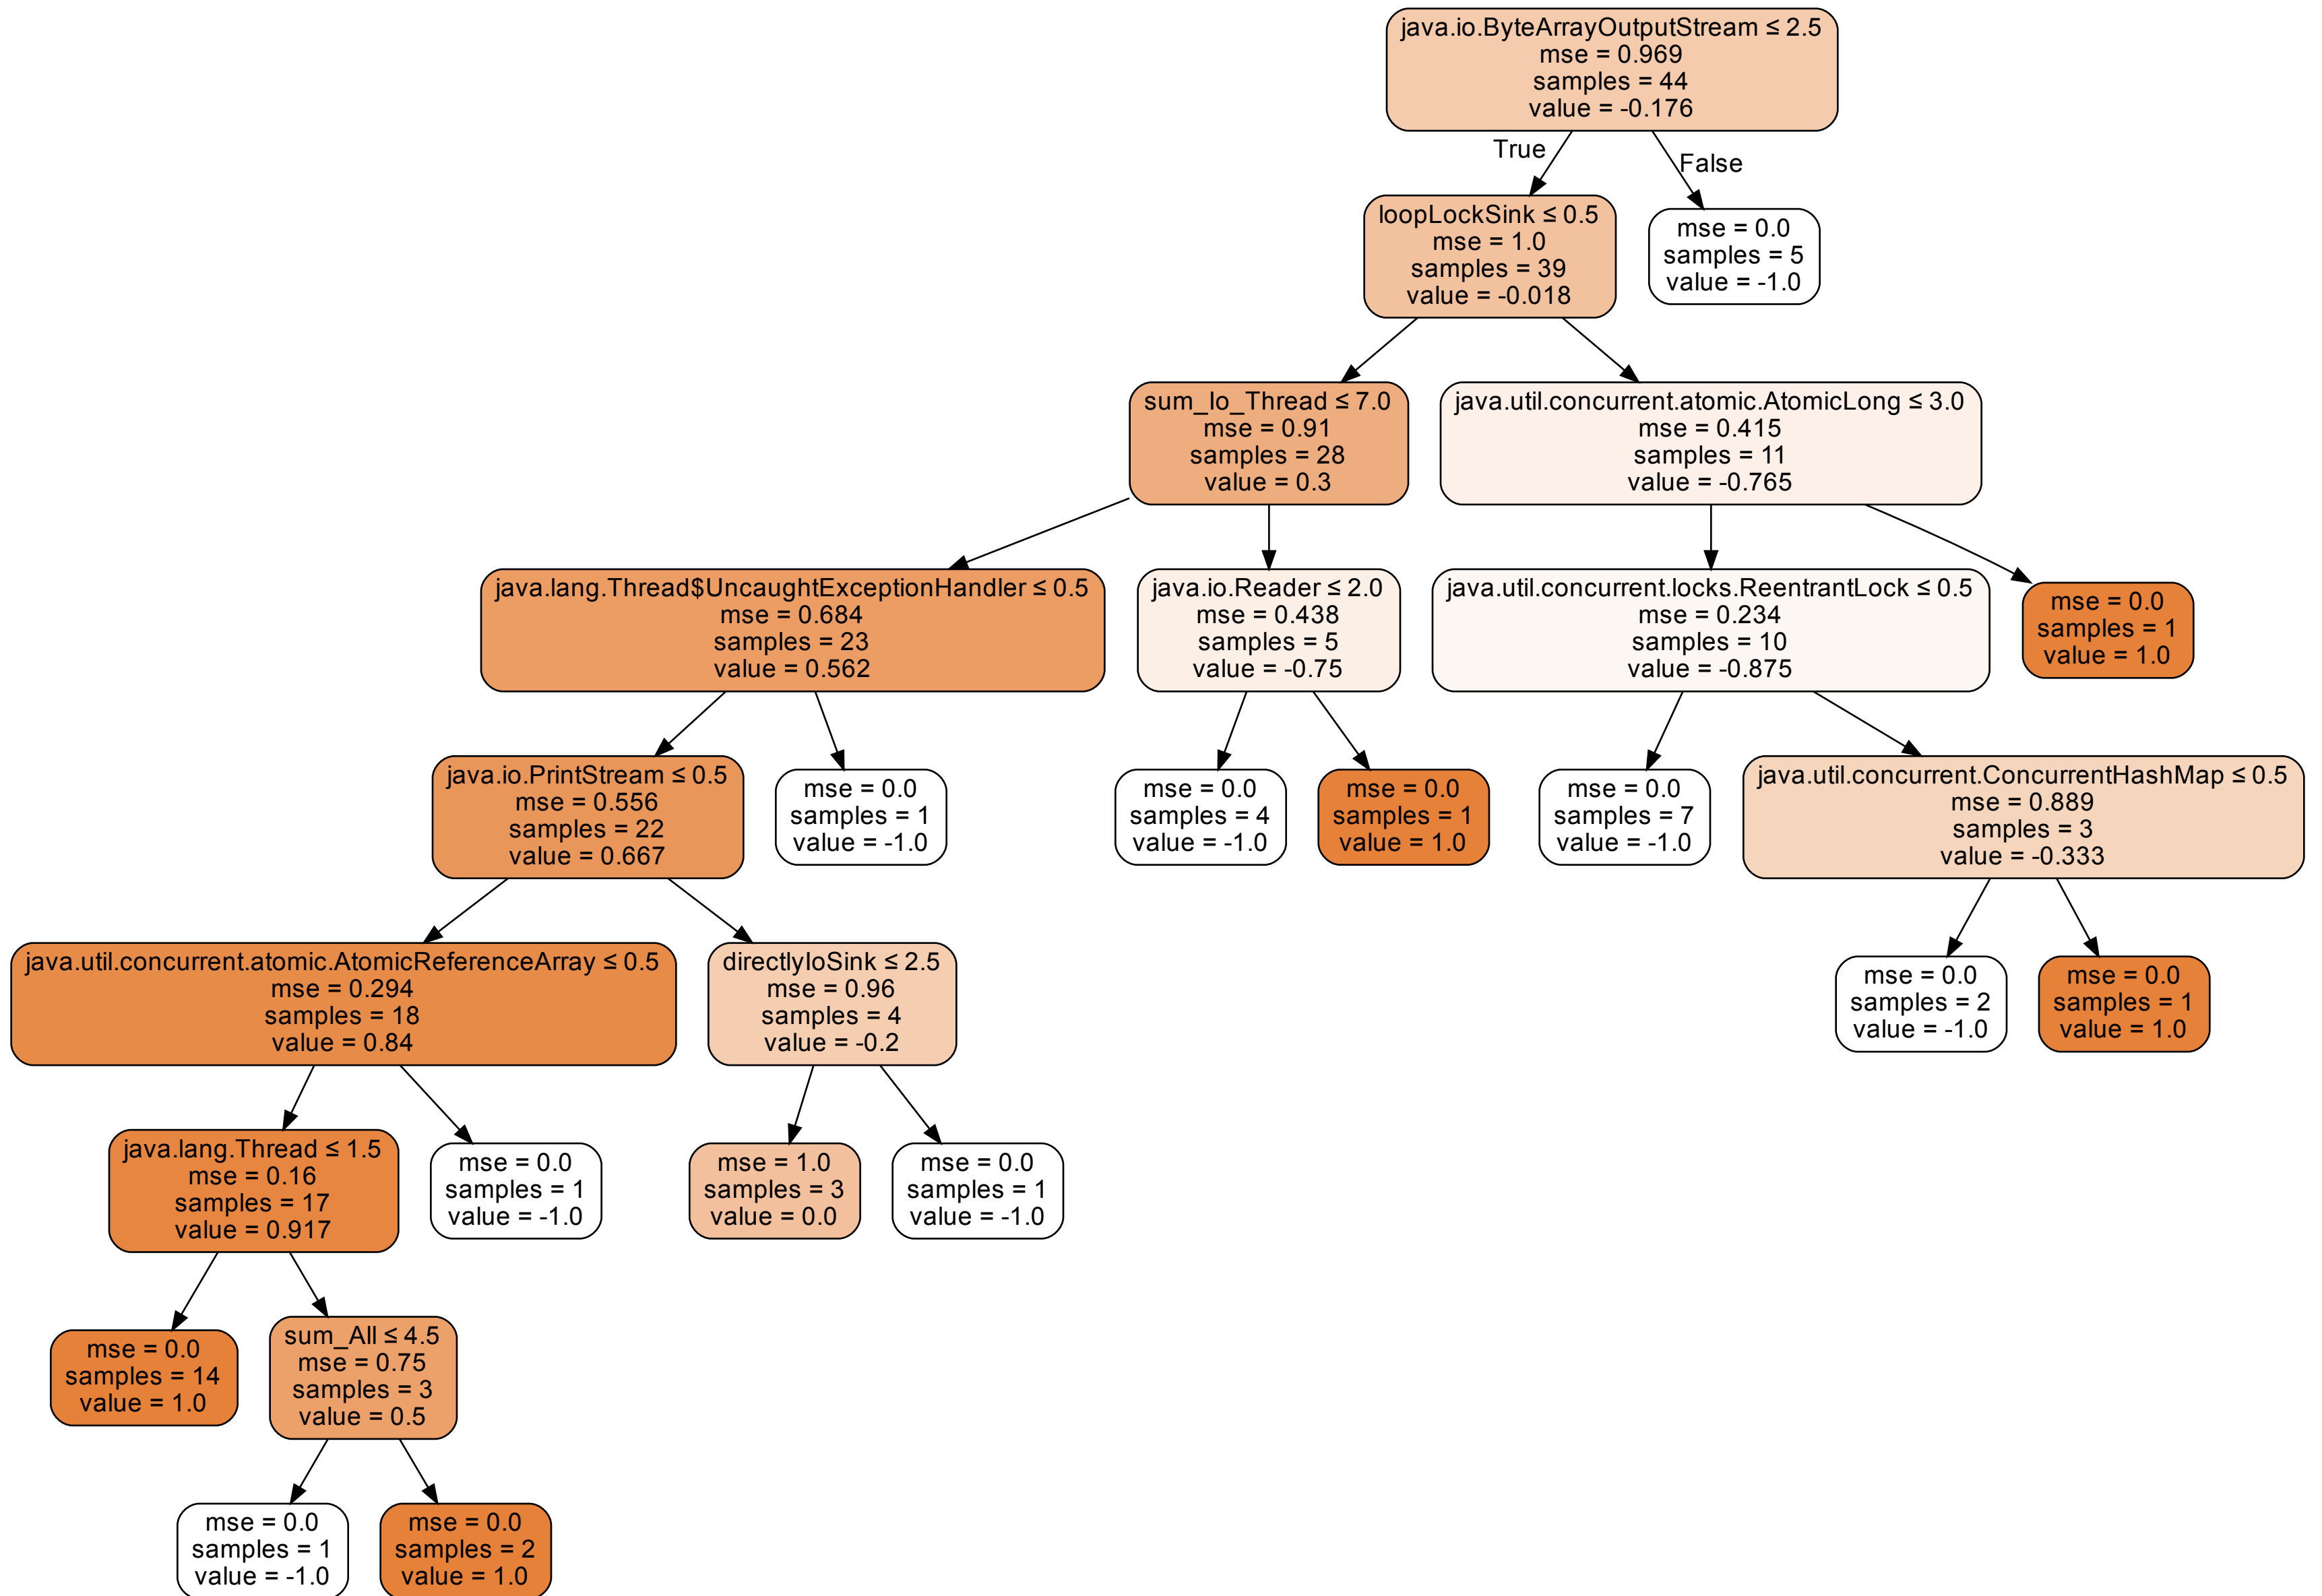 java.io.ByteArrayOutputStream ≤ 2.5
mse = 0.969
samples = 44
value = -0.176
True
False
loopLockSink ≤ 0.5
mse = 1.0
samples = 39
value = -0.018
mse = 0.0
samples = 5
value = -1.0
sum_Io_Thread ≤ 7.0
mse = 0.91
samples = 28
value = 0.3
java.util.concurrent.atomic.AtomicLong ≤ 3.0
mse = 0.415
samples = 11
value = -0.765
java.lang.Thread$UncaughtExceptionHandler ≤ 0.5
mse = 0.684
samples = 23
value = 0.562
java.io.Reader ≤ 2.0
mse = 0.438
samples = 5
value = -0.75
java.util.concurrent.locks.ReentrantLock ≤ 0.5
mse = 0.234
samples = 10
value = -0.875
mse = 0.0
samples = 1
value = 1.0
java.io.PrintStream ≤ 0.5
mse = 0.556
samples = 22
value = 0.667
mse = 0.0
samples = 1
value = -1.0
mse = 0.0
samples = 4
value = -1.0
mse = 0.0
samples = 1
value = 1.0
mse = 0.0
samples = 7
value = -1.0
java.util.concurrent.ConcurrentHashMap ≤ 0.5
mse = 0.889
samples = 3
value = -0.333
java.util.concurrent.atomic.AtomicReferenceArray ≤ 0.5
mse = 0.294
samples = 18
value = 0.84
directlyIoSink ≤ 2.5
mse = 0.96
samples = 4
value = -0.2
mse = 0.0
samples = 2
value = -1.0
mse = 0.0
samples = 1
value = 1.0
java.lang.Thread ≤ 1.5
mse = 0.16
samples = 17
value = 0.917
mse = 0.0
samples = 1
value = -1.0
mse = 1.0
samples = 3
value = 0.0
mse = 0.0
samples = 1
value = -1.0
mse = 0.0
samples = 14
value = 1.0
sum_All ≤ 4.5
mse = 0.75
samples = 3
value = 0.5
mse = 0.0
samples = 1
value = -1.0
mse = 0.0
samples = 2
value = 1.0